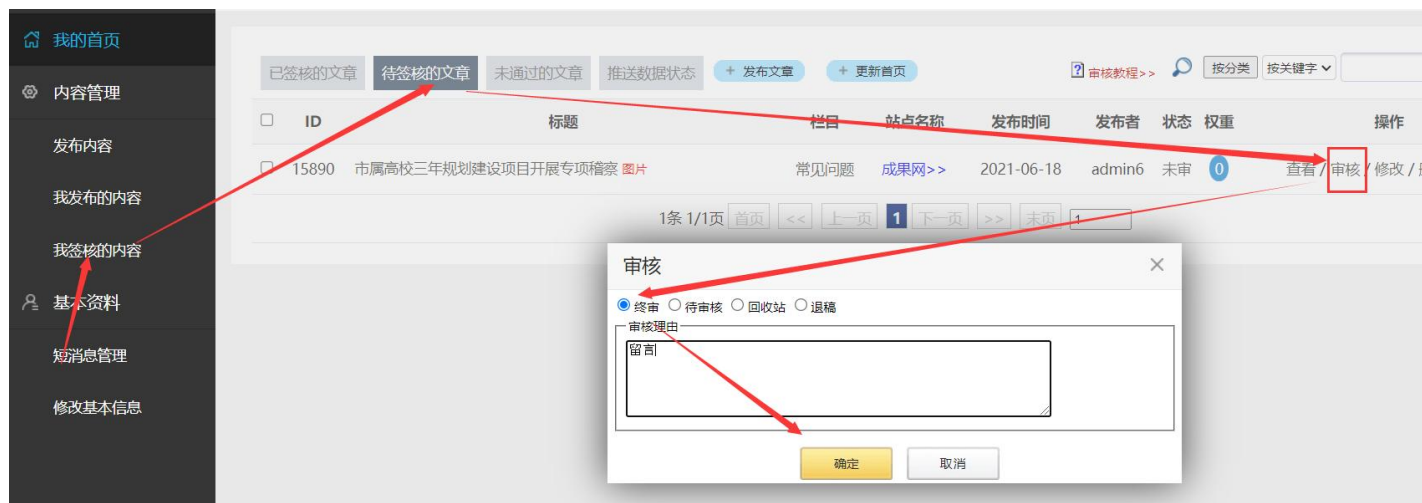 我的首页
内容管理
发布内容
我发布的内容
我签核的内容
基本资料
短消息管理
修改基本信息
已签核的文章 待签核的文章 未通过的文章 推送数据状态 + 发布文章 + 更新首页 ? 审核教程>> 按分类 按关键字
ID 标题 栏目 站点名称 发布时间 发布者 状态 权重 操作
15890 市属高校三年规划建设项目开展专项稽察 图片 常见问题 成果网>> 2021-06-18 admin6 未审 0 查看 / 审核 / 修改 /
1条 1/1页 首页 << 上一页 1 下一页 >> 末页 1
审核
终审 待审核 回收站 退稿
审核理由
留言
确定 取消